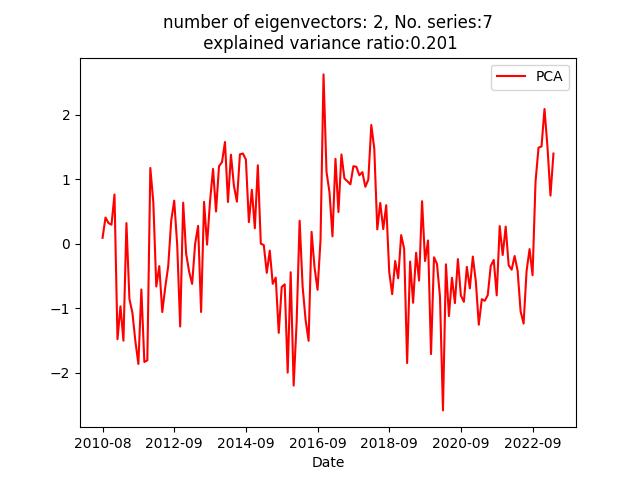 number of eigenvectors: 2, No. series:7
explained variance ratio:0.201
PCA
2
1
0
−1
−2
2010-08 2012-09 2014-09 2016-09 2018-09 2020-09 2022-09
Date